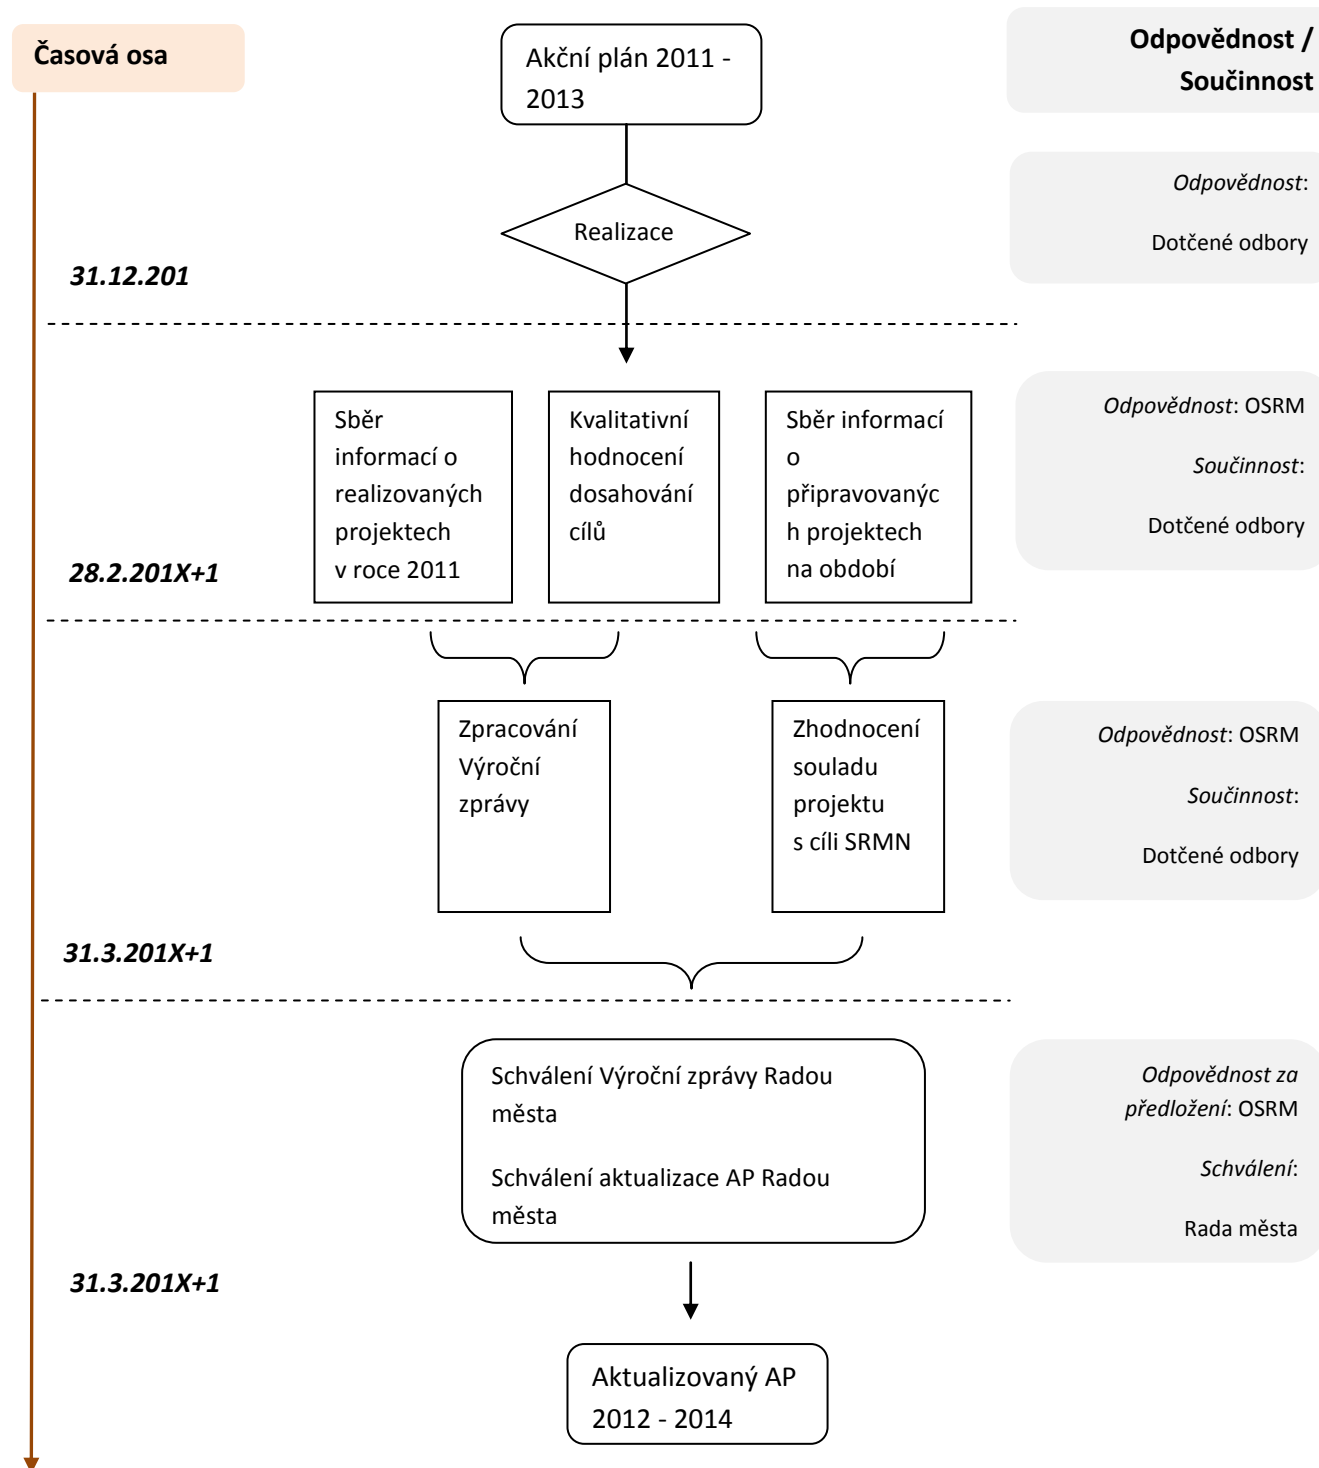 Časová osa
Akční plán 2011 -
2013
Odpovědnost /
Součinnost
Realizace
Odpovědnost:
Dotčené odbory
31.12.201
Sběr
informací o
realizovaných
projektech
v roce 2011
Kvalitativní
hodnocení
dosahování
cílů
Sběr informací
o
připravovanýc
h projektech
na období
Odpovědnost: OSRM
Součinnost:
Dotčené odbory
28.2.201X+1
Zpracování
Výroční
zprávy
Zhodnocení
souladu
projektu
s cíli SRMN
Odpovědnost: OSRM
Součinnost:
Dotčené odbory
31.3.201X+1
Schválení Výroční zprávy Radou
města
Schválení aktualizace AP Radou
města
Odpovědnost za
předložení: OSRM
Schválení:
Rada města
31.3.201X+1
Aktualizovaný AP
2012 - 2014